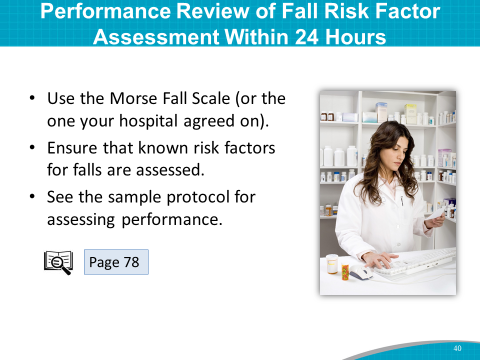 Performance Review of Fall Risk Factor
Assessment Within 24 Hours
• Use the Morse Fall Scale (or the
one your hospital agreed on).
• Ensure that known risk factors
for falls are assessed.
• See the sample protocol for
assessing performance.
Page 78
40